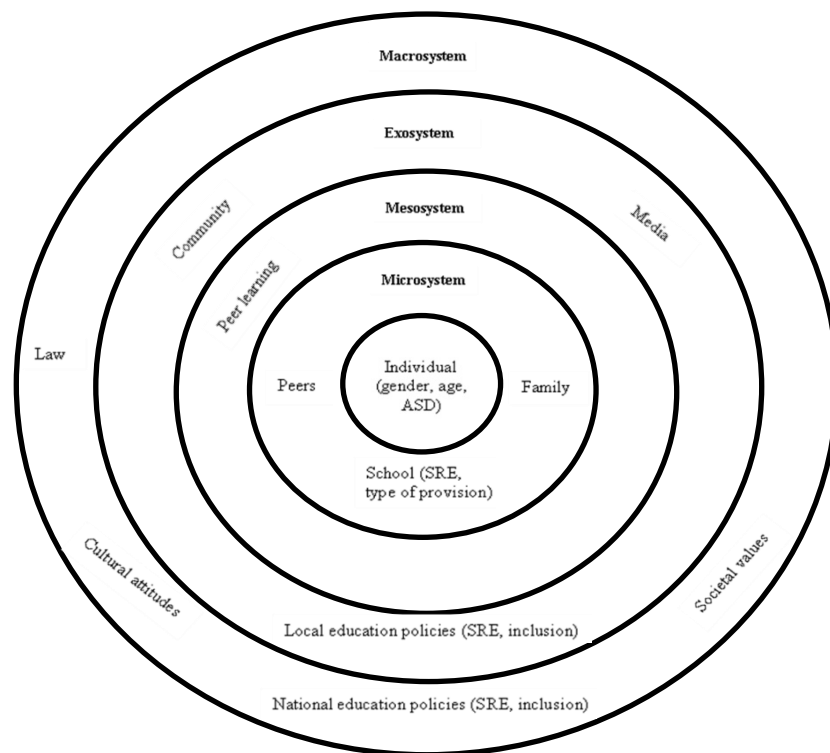 Macrosystem
Exosystem
Community
Mesosystem
Media
Peer learning
Microsystem
Law
Peers
Individual
(gender, age,
ASD)
Family
School (SRE,
type of provision)
Cultural attitudes
Societal values
Local education policies (SRE, inclusion)
National education policies (SRE, inclusion)